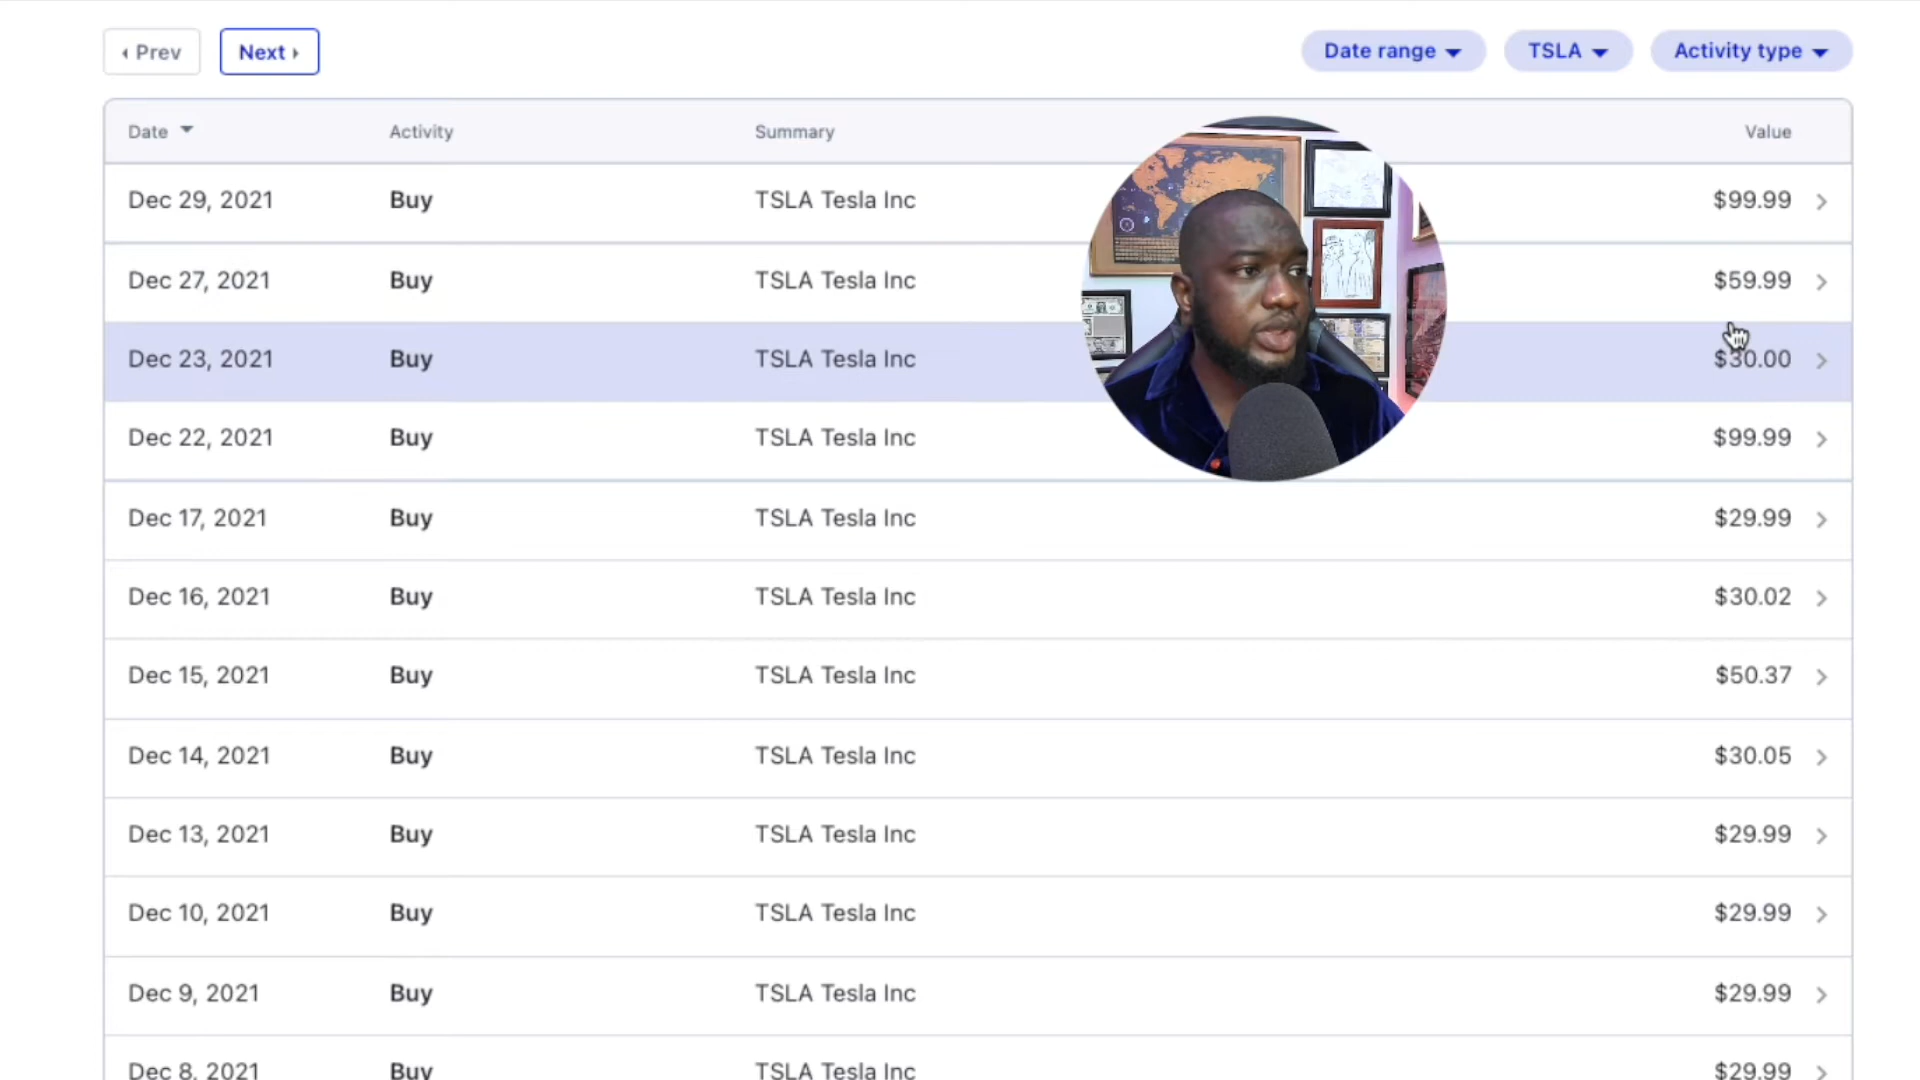 Prev Next Date range TSLA Activity type
Date Activity Summary Value
Dec 29, 2021 Buy TSLA Tesla Inc $99.99
Dec 27, 2021 Buy TSLA Tesla Inc $59.99
Dec 23, 2021 Buy TSLA Tesla Inc $30.00
Dec 22, 2021 Buy TSLA Tesla Inc $99.99
Dec 17, 2021 Buy TSLA Tesla Inc $29.99
Dec 16, 2021 Buy TSLA Tesla Inc $30.02
Dec 15, 2021 Buy TSLA Tesla Inc $50.37
Dec 14, 2021 Buy TSLA Tesla Inc $30.05
Dec 13, 2021 Buy TSLA Tesla Inc $29.99
Dec 10, 2021 Buy TSLA Tesla Inc $29.99
Dec 9, 2021 Buy TSLA Tesla Inc $29.99
Dec 8, 2021 Buy TSLA Tesla Inc $29.99